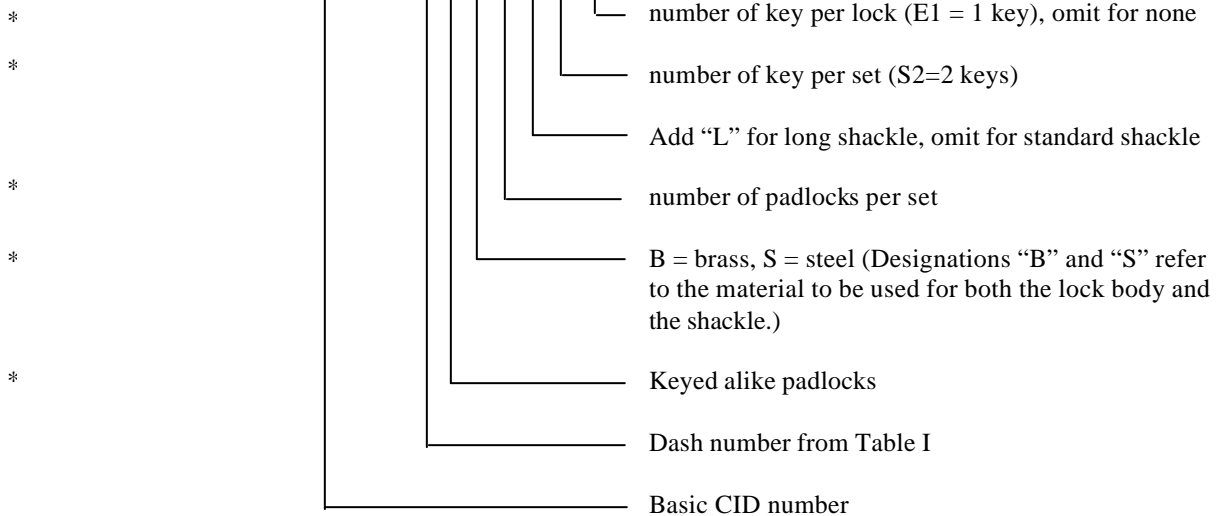 * number of key per lock (E1 = 1 key), omit for none
* number of key per set (S2=2 keys)
Add “L” for long shackle, omit for standard shackle
* number of padlocks per set
* B = brass, S = steel (Designations “B” and “S” refer
to the material to be used for both the lock body and
the shackle.)
* Keyed alike padlocks
Dash number from Table I
Basic CID number